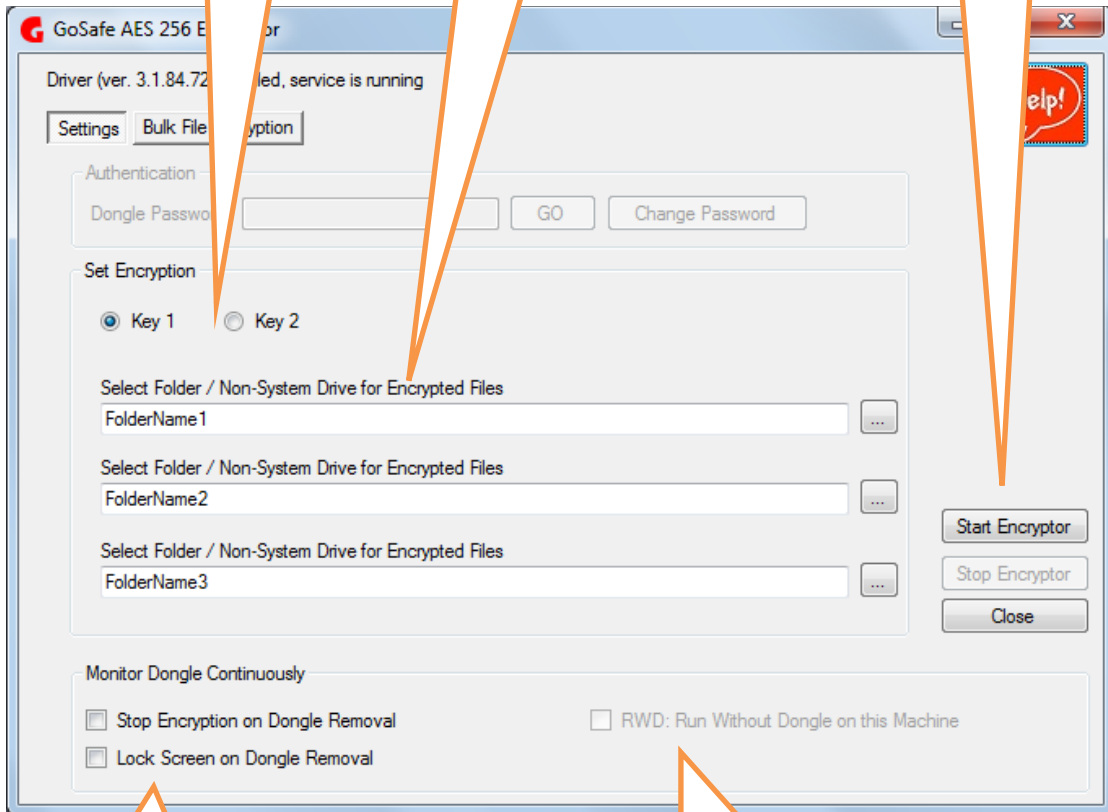 GoSafe AES 256 E or
Driver (ver. 3.1.84.72 led, service is running
elp!
Settings Bulk File yption
Authentication
Dongle Passwo GO Change Password
Set Encryption
Key 1 Key 2
Select Folder / Non-System Drive for Encrypted Files
FolderName1 ...
Select Folder / Non-System Drive for Encrypted Files
FolderName2 ...
Start Encryptor
Select Folder / Non-System Drive for Encrypted Files
FolderName3 ...
Stop Encryptor
Close
Monitor Dongle Continuously
Stop Encryption on Dongle Removal RWD: Run Without Dongle on this Machine
Lock Screen on Dongle Removal